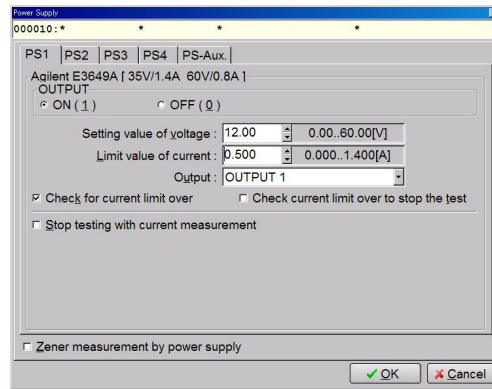 Power Supply
000010:* * * *
PS1 PS2 PS3 PS4 PS-Aux.
Agilent E3649A [ 35V/1.4A 60V/0.8A ]
OUTPUT
ON ( 1 ) OFF ( 0 )
Setting value of voltage : 12.00 0.00..60.00[V]
Limit value of current : 0.500 0.000..1.400[A]
Output : OUTPUT 1
Check for current limit over Check current limit over to stop the test
Stop testing with current measurement
Zener measurement by power supply
OK Cancel